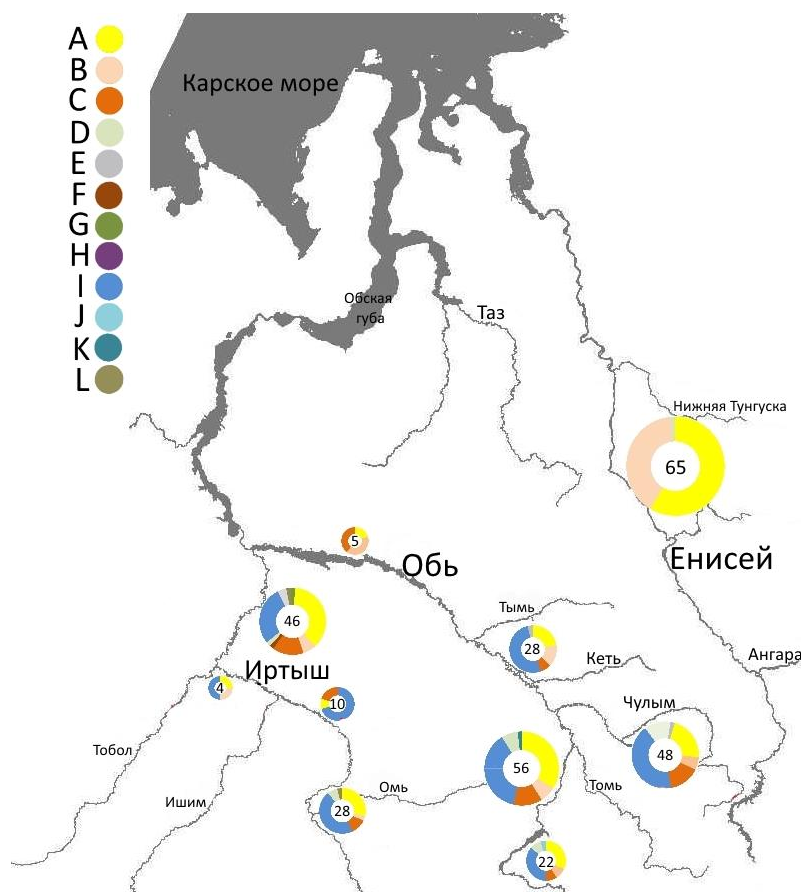 A
B
C
D
E
F
G
H
I
J
K
L
Карское море
Обская
губа
Таз
Нижняя Тунгуска
65
Енисей
5
Обь
46
Иртыш
4
10
Тымь
28
Кеть
Ангара
Чулым
48
Тобол
Ишим
Омь
28
56
Томь
22